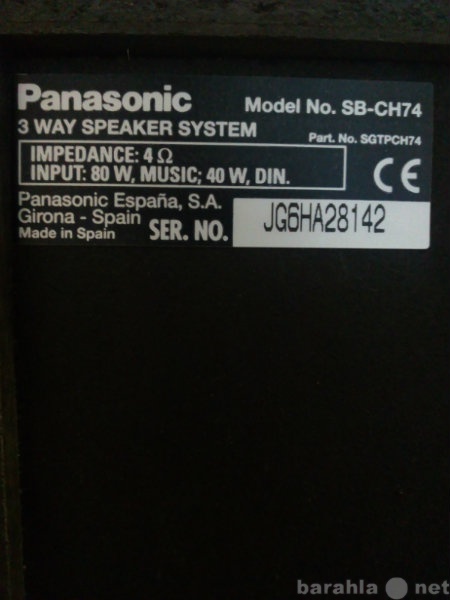 Panasonic Model No. SB-CH74
3 WAY SPEAKER SYSTEM Part. No. SGTPCH74
IMPEDANCE: 4 Ω
INPUT: 80 W, MUSIC; 40 W, DIN.
CE
Panasonic España, S.A.
Girona - Spain
Made in Spain SER. NO. JG6HA28142
barahla.net